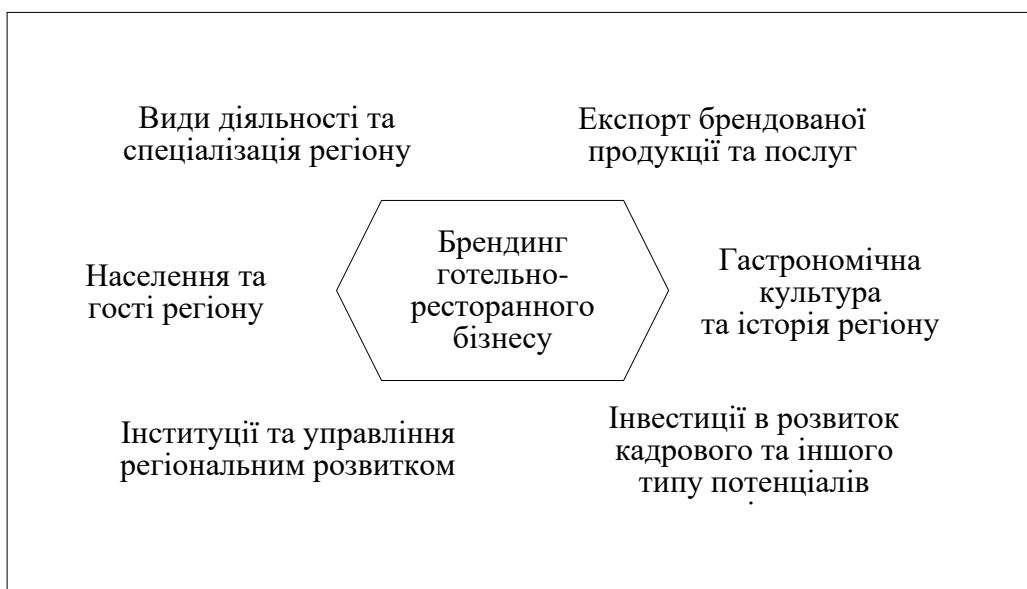 Види діяльності та
спеціалізація регіону
Експорт брендованої
продукції та послуг
Населення та
гості регіону
Брендинг
готельно-
ресторанного
бізнесу
Гастрономічна
культура
та історія регіону
Інституції та управління
регіональним розвитком
Інвестиції в розвиток
кадрового та іншого
типу потенціалів